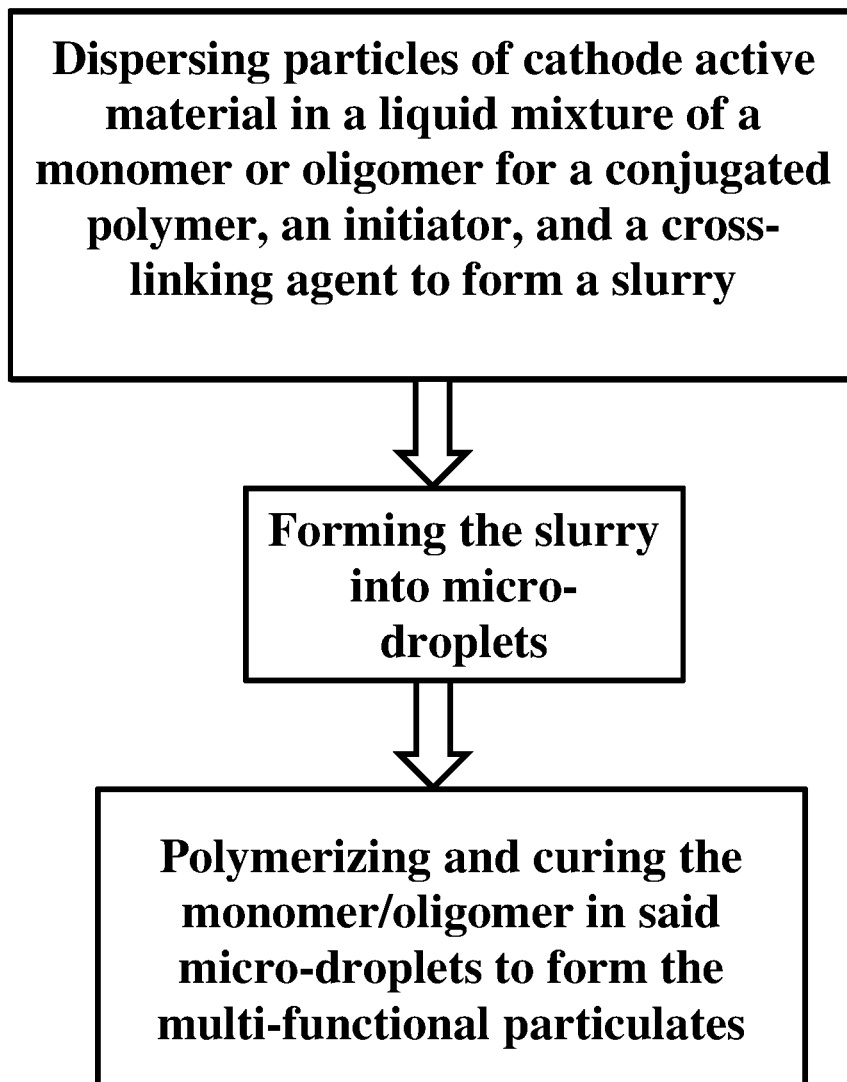 Dispersing particles of cathode active
material in a liquid mixture of a
monomer or oligomer for a conjugated
polymer, an initiator, and a cross-
linking agent to form a slurry
Forming the slurry
into micro-
droplets
Polymerizing and curing the
monomer/oligomer in said
micro-droplets to form the
multi-functional particulates